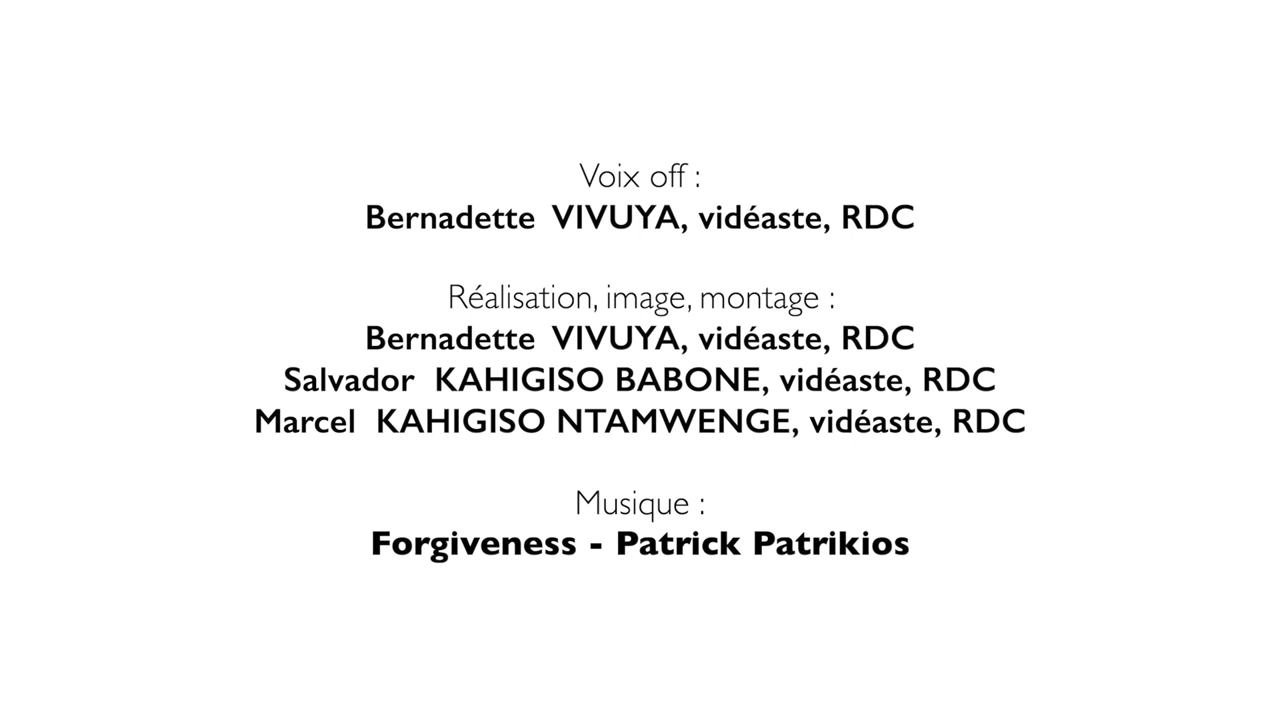 Voix off :
Bernadette VIVUYA, vidéaste, RDC
Réalisation, image, montage :
Bernadette VIVUYA, vidéaste, RDC
Salvador KAHIGISO BABONE, vidéaste, RDC
Marcel KAHIGISO NTAMWENGE, vidéaste, RDC
Musique :
Forgiveness - Patrick Patrikios